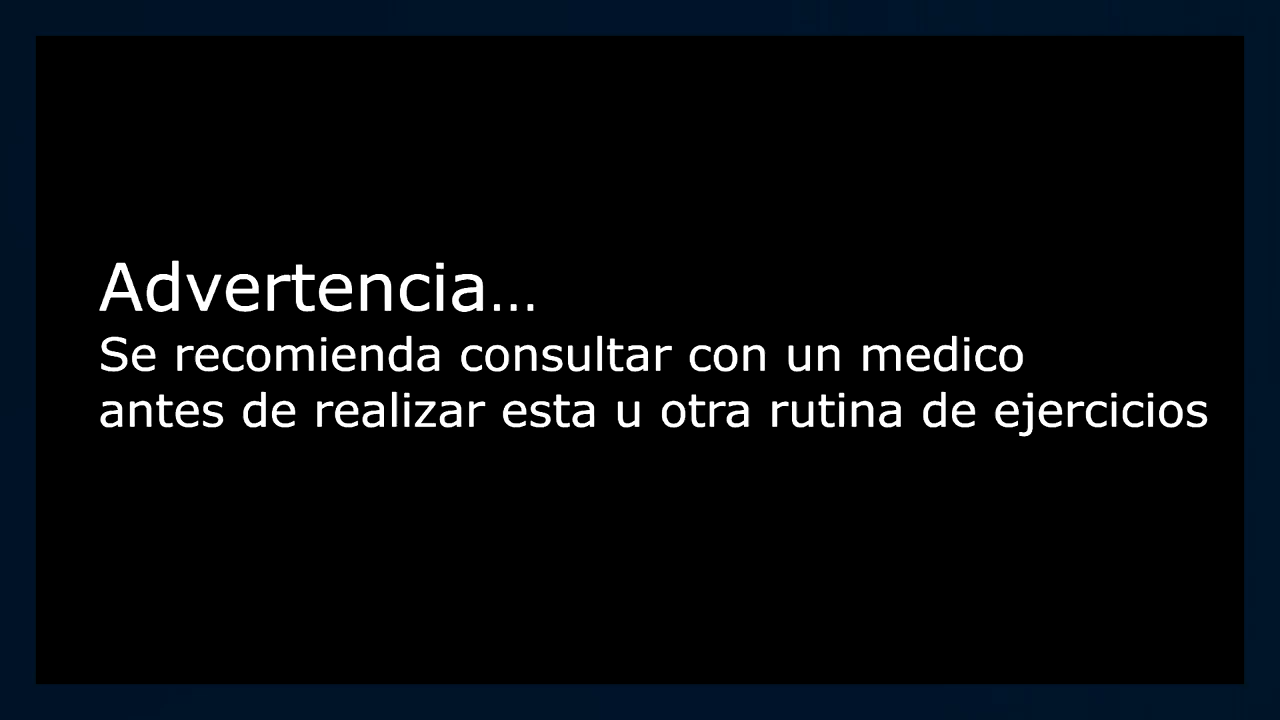 Advertencia...
Se recomienda consultar con un medico
antes de realizar esta u otra rutina de ejercicios